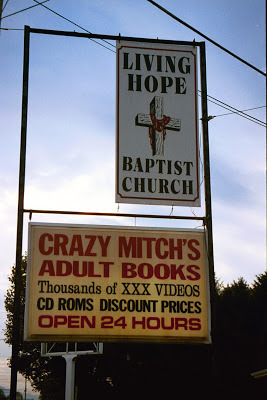 LIVING
HOPE
BAPTIST
CHURCH
CRAZY MITCH'S
ADULT BOOKS
Thousands of XXX VIDEOS
CD ROMS DISCOUNT PRICES
OPEN 24 HOURS